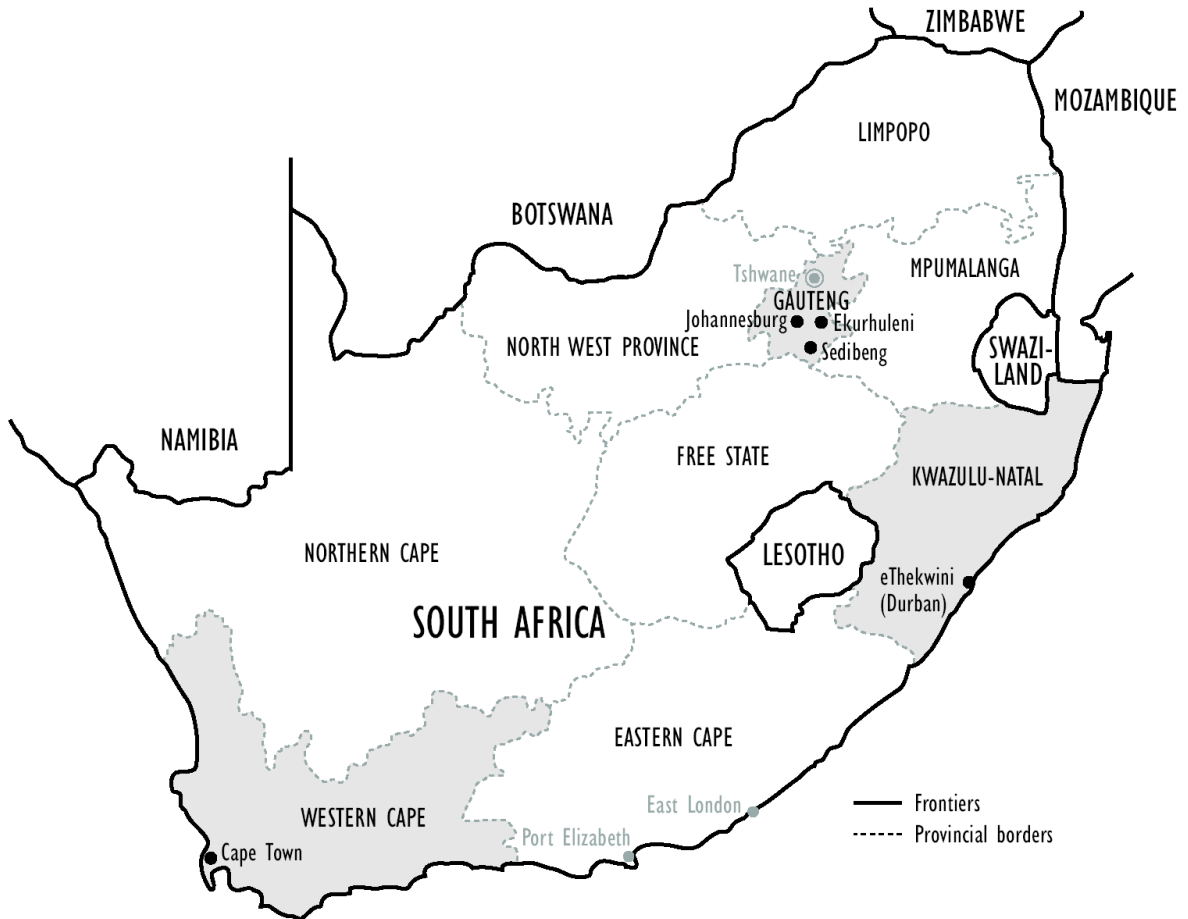 ZIMBABWE
MOZAMBIQUE
LIMPOPO
BOTSWANA
MPUMALANGA
Tshwane
GAUTENG
Johannesburg
Ekurhuleni
NORTH WEST PROVINCE
Sedibeng
SWAZI-
LAND
NAMIBIA
FREE STATE
KWAZULU-NATAL
NORTHERN CAPE
LESOTHO
eThekwini
(Durban)
SOUTH AFRICA
EASTERN CAPE
East London
Frontiers
WESTERN CAPE
Port Elizabeth
Provincial borders
Cape Town